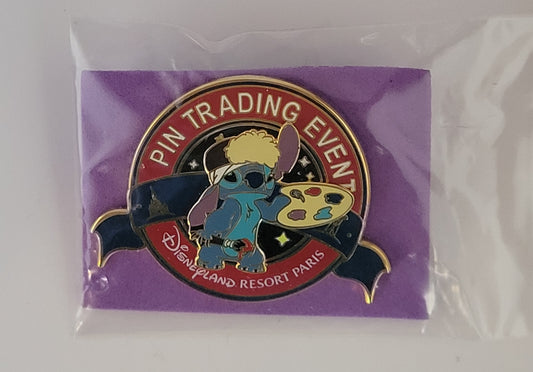 PIN TRADING EVENT
DISNEYLAND RESORT PARIS